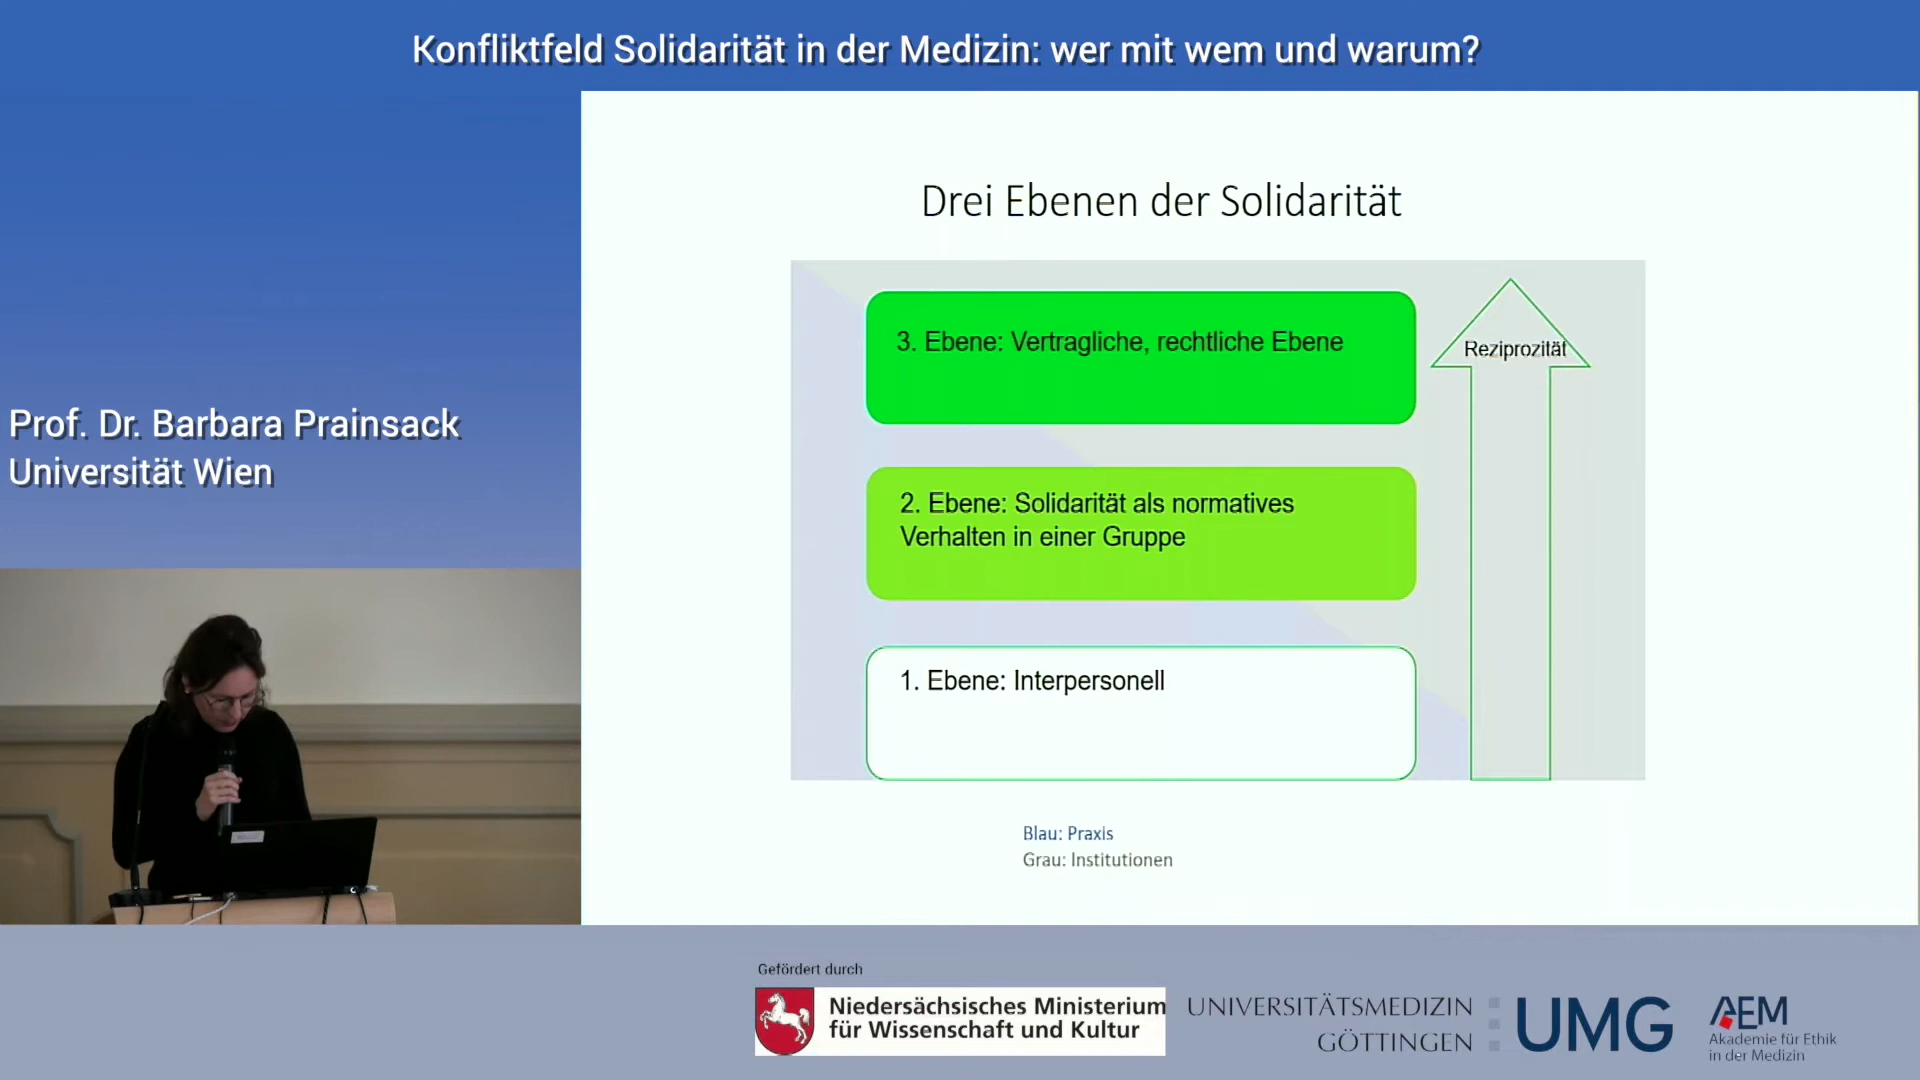 Konfliktfeld Solidarität in der Medizin: wer mit wem und warum?
Prof. Dr. Barbara Prainsack
Universität Wien
Drei Ebenen der Solidarität
3. Ebene: Vertragliche, rechtliche Ebene
Reziprozität
2. Ebene: Solidarität als normatives
Verhalten in einer Gruppe
1. Ebene: Interpersonell
Blau: Praxis
Grau: Institutionen
Gefördert durch
Niedersächsisches Ministerium
für Wissenschaft und Kultur
UNIVERSITÄTSMEDIZIN
GÖTTINGEN
UMG
AEM
Akademie für Ethik
in der Medizin